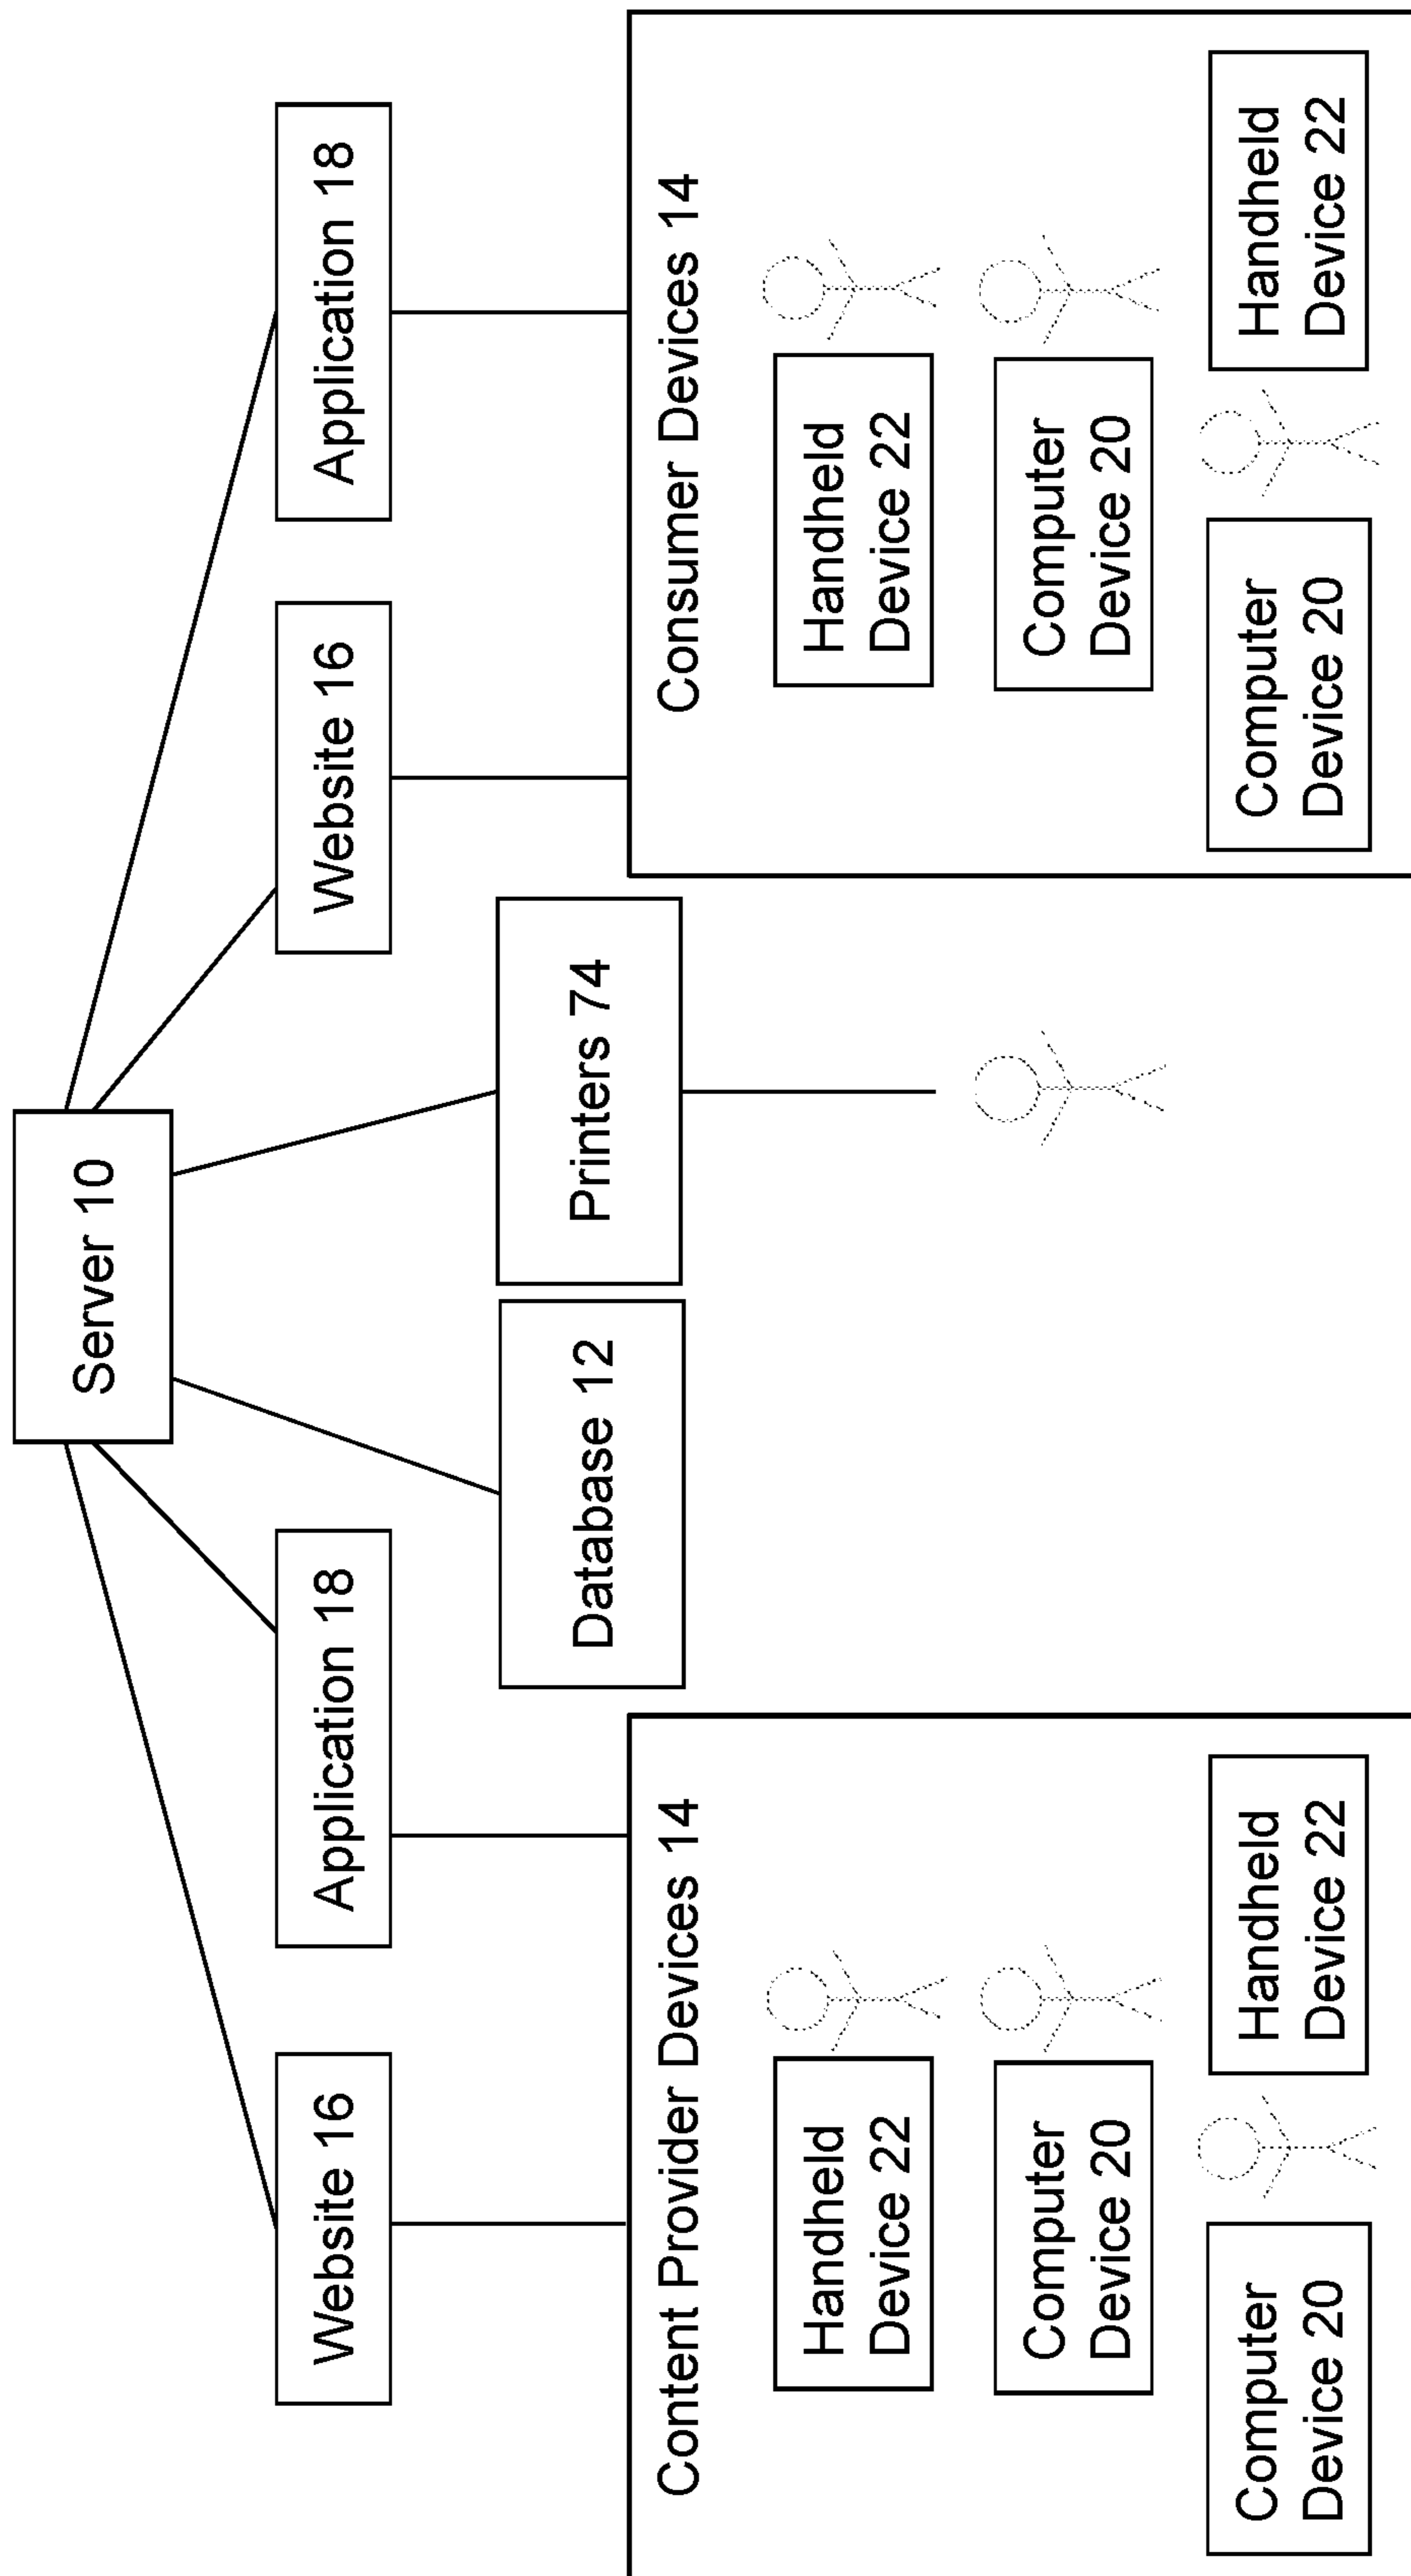 Server 10
Website 16
Application 18
Website 16
Application 18
Database 12
Printers 74
Content Provider Devices 14
Handheld
Device 22
Computer
Device 20
Computer
Device 20
Handheld
Device 22
Consumer Devices 14
Handheld
Device 22
Computer
Device 20
Computer
Device 20
Handheld
Device 22